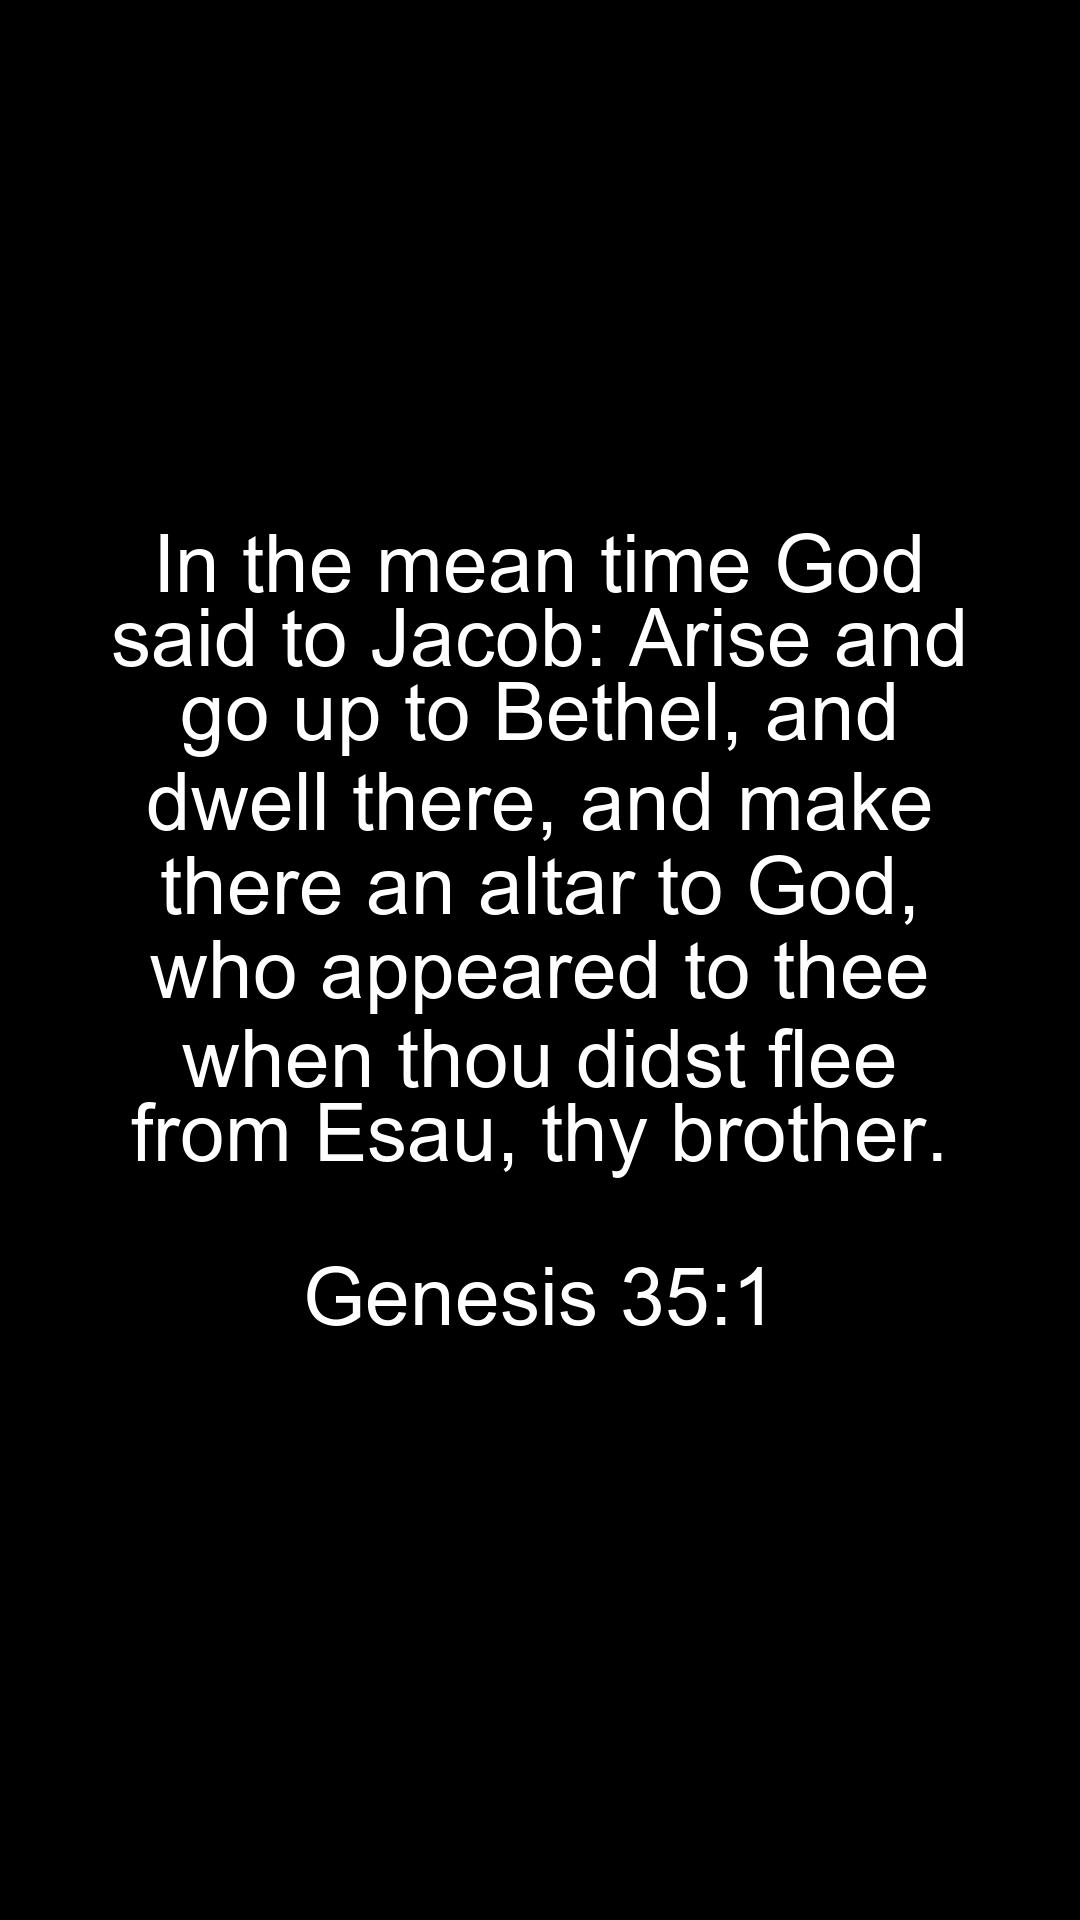 In the mean time God
said to Jacob: Arise and
go up to Bethel, and
dwell there, and make
there an altar to God,
who appeared to thee
when thou didst flee
from Esau, thy brother.
Genesis 35:1